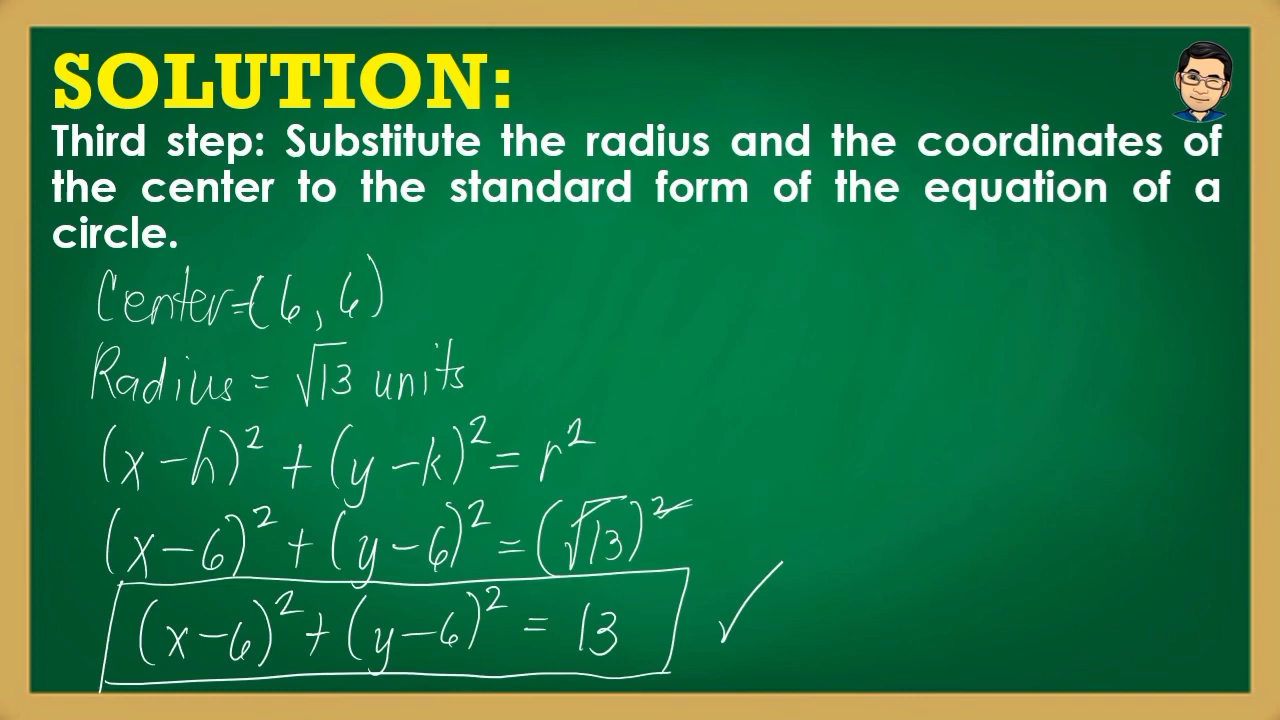 SOLUTION:
Third step: Substitute the radius and the coordinates of
the center to the standard form of the equation of a
circle.
Center=(6,6)
Radius = √13 units
(x-h)² + (y-k)² = r²
(x-6)² + (y-6)² = (√13)²
(x-6)² + (y-6)² = 13 ✓